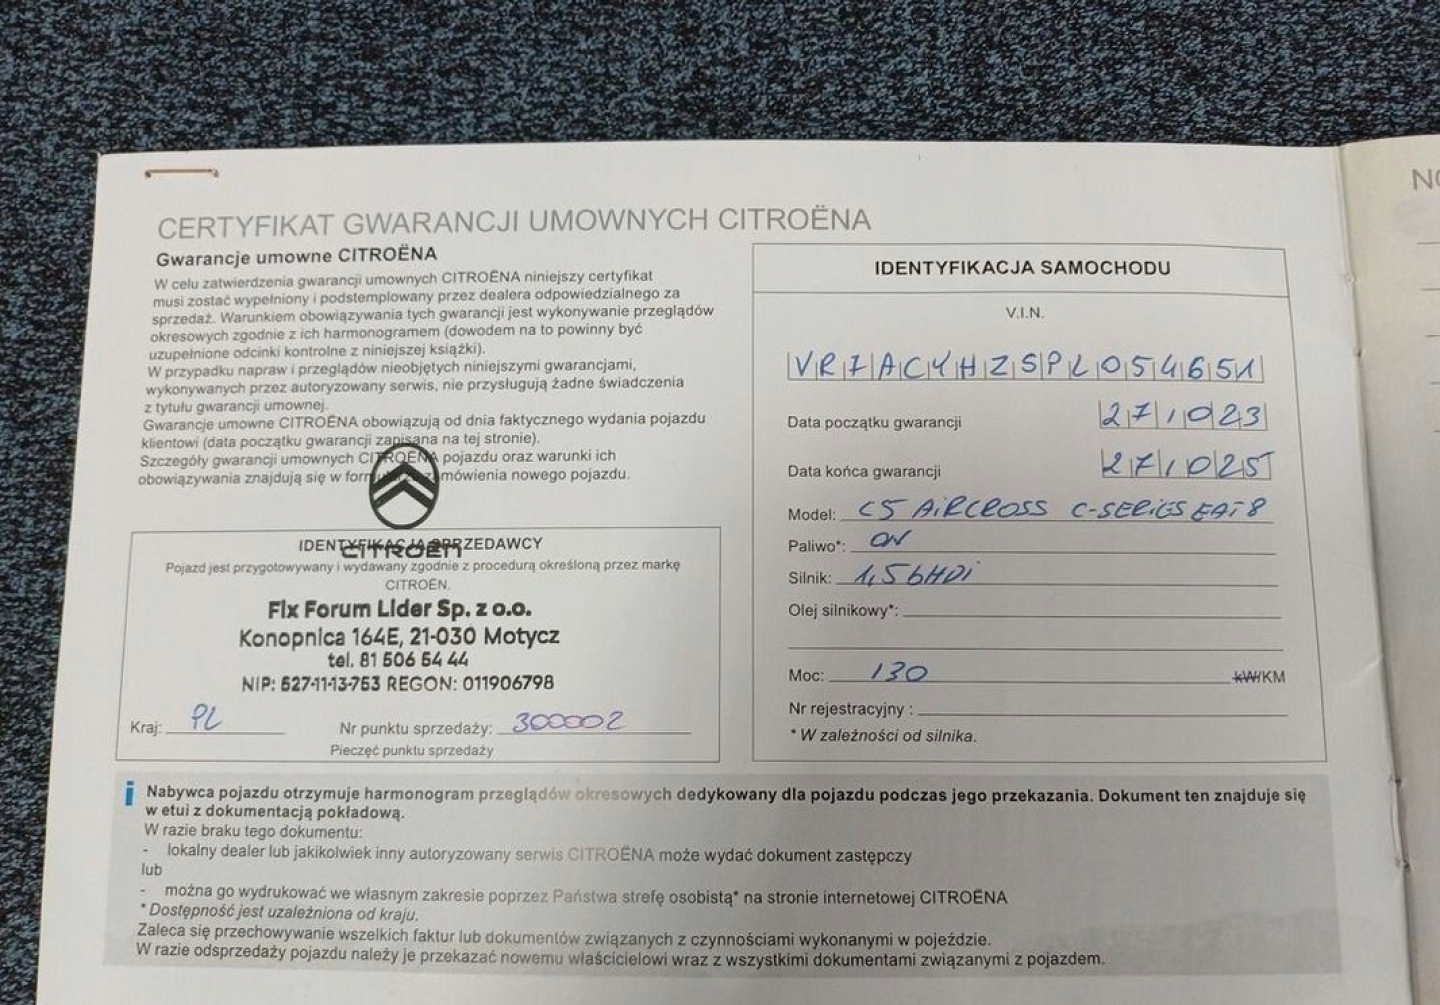 CERTYFIKAT GWARANCJI UMOWNYCH CITROËNA
Gwarancje umowne CITROËNA
W celu zatwierdzenia gwarancji umownych CITROËNA niniejszy certyfikat
musi zostać wypełniony i podstemplowany przez dealera odpowiedzialnego za
sprzedaż. Warunkiem obowiązywania tych gwarancji jest wykonywanie przeglądów
okresowych zgodnie z ich harmonogramem (dowodem na to powinny być
uzupełnione odcinki kontrolne z niniejszej książki).
W przypadku napraw i przeglądów nieobjętych niniejszymi gwarancjami,
wykonywanych przez autoryzowany serwis, nie przysługują żadne świadczenia
z tytułu gwarancji umownej.
Gwarancje umowne CITROËNA obowiązują od dnia faktycznego wydania pojazdu
klientowi (data początku gwarancji zapisana na tej stronie).
Szczegóły gwarancji umownych CITROËNA pojazdu oraz warunki ich
obowiązywania znajdują się w mówienia nowego pojazdu.
IDENTYFIKACJA SPRZEDAWCY
CITROËN
Pojazd jest przygotowywany i wydawany zgodnie z procedurą określoną przez markę
CITROËN.
Fix Forum Lider Sp. z o.o.
Konopnica 164E, 21-030 Motycz
tel. 81 506 54 44
NIP: 527-11-13-753 REGON: 011906798
Kraj: PL Nr punktu sprzedaży: 300002
Pieczęć punktu sprzedaży
IDENTYFIKACJA SAMOCHODU
V.I.N.
VR7ACYHZSPL054651
Data początku gwarancji 271023
Data końca gwarancji 271025
Model: C5 AIRCROSS C-SERIES EAT8
Paliwo*: ON
Silnik: 1,5 bHDi
Olej silnikowy*:
Moc: 130 kW/KM
Nr rejestracyjny :
* W zależności od silnika.
i Nabywca pojazdu otrzymuje harmonogram przeglądów okresowych dedykowany dla pojazdu podczas jego przekazania. Dokument ten znajduje się
w etui z dokumentacją pokładową.
W razie braku tego dokumentu:
- lokalny dealer lub jakikolwiek inny autoryzowany serwis CITROËNA może wydać dokument zastępczy
lub
- można go wydrukować we własnym zakresie poprzez Państwa strefę osobistą* na stronie internetowej CITROËNA
* Dostępność jest uzależniona od kraju.
Zaleca się przechowywanie wszelkich faktur lub dokumentów związanych z czynnościami wykonanymi w pojeździe.
W razie odsprzedaży pojazdu należy je przekazać nowemu właścicielowi wraz z wszystkimi dokumentami związanymi z pojazdem.